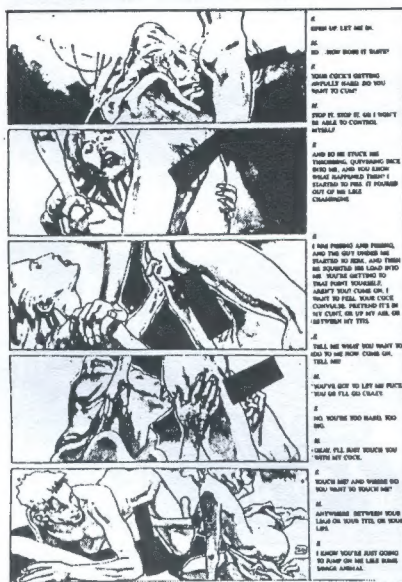 R
OPEN UP. LET ME IN.
M
SO ...HOW DOES IT TASTE?
R
YOUR COCK'S GETTING
AWFULLY HARD. DO YOU
WANT TO CUM?
M
STOP IT. STOP IT, OR I WON'T
BE ABLE TO CONTROL
MYSELF
R
AND SO HE STUCK HIS
THROBBING, QUIVERING DICK
INTO ME, AND YOU KNOW
WHAT HAPPENED THEN? I
STARTED TO PISS. IT POURED
OUT OF ME LIKE
CHAMPAGNE.
R
I WAS PISSING AND PISSING,
AND THE GUY UNDER ME
STARTED TO JERK, AND THEN
HE SQUIRTED HIS LOAD INTO
ME. YOU'RE GETTING TO
THAT POINT YOURSELF,
AREN'T YOU? COME ON, I
WANT TO FEEL YOUR COCK
CONVULSE. PRETEND IT'S IN
MY CUNT, OR UP MY ASS, OR
BETWEEN MY TITS.
R
TELL ME WHAT YOU WANT TO
DO TO ME NOW. COME ON,
TELL ME!
M
YOU'VE GOT TO LET ME FUCK
YOU OR I'LL GO CRAZY.
R
NO. YOU'RE TOO HARD, TOO
BIG.
M
OKAY, I'LL JUST TOUCH YOU
WITH MY COCK.
R
TOUCH ME? AND WHERE DO
YOU WANT TO TOUCH ME?
M
ANYWHERE. BETWEEN YOUR
LEGS OR YOUR TITS, OR YOUR
LIPS.
R
I KNOW YOU'RE JUST GOING
TO JUMP ON ME LIKE SOME
SAVAGE ANIMAL.